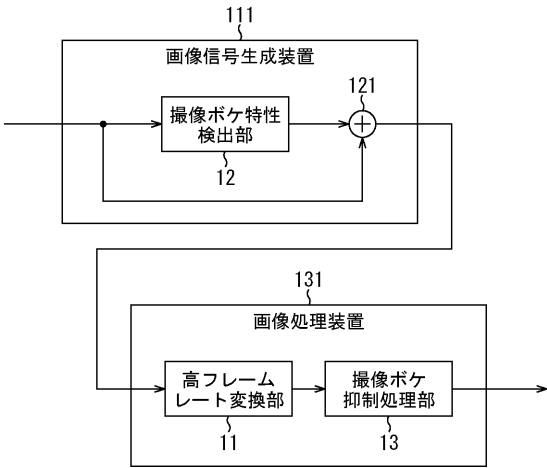 111
画像信号生成装置
121
撮像ボケ特性
検出部
12
131
画像処理装置
高フレーム
レート変換部
撮像ボケ
抑制処理部
11
13